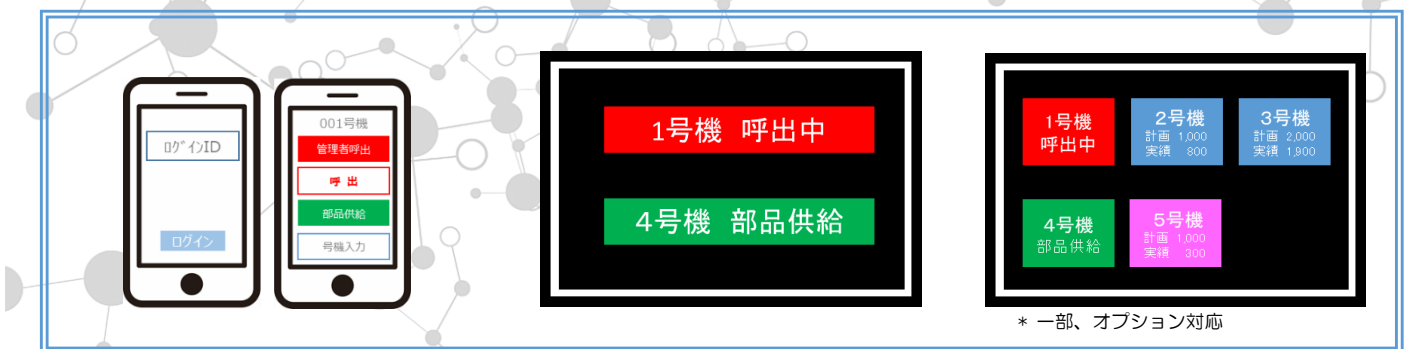 ﾛｸﾞｲﾝID
ログイン
001号機
管理者呼出
呼 出
部品供給
号機入力
1号機 呼出中
4号機 部品供給
1号機
呼出中
2号機
計画 1,000
実績 800
3号機
計画 2,000
実績 1,900
4号機
部品供給
5号機
計画 1,000
実績 300
* 一部、オプション対応